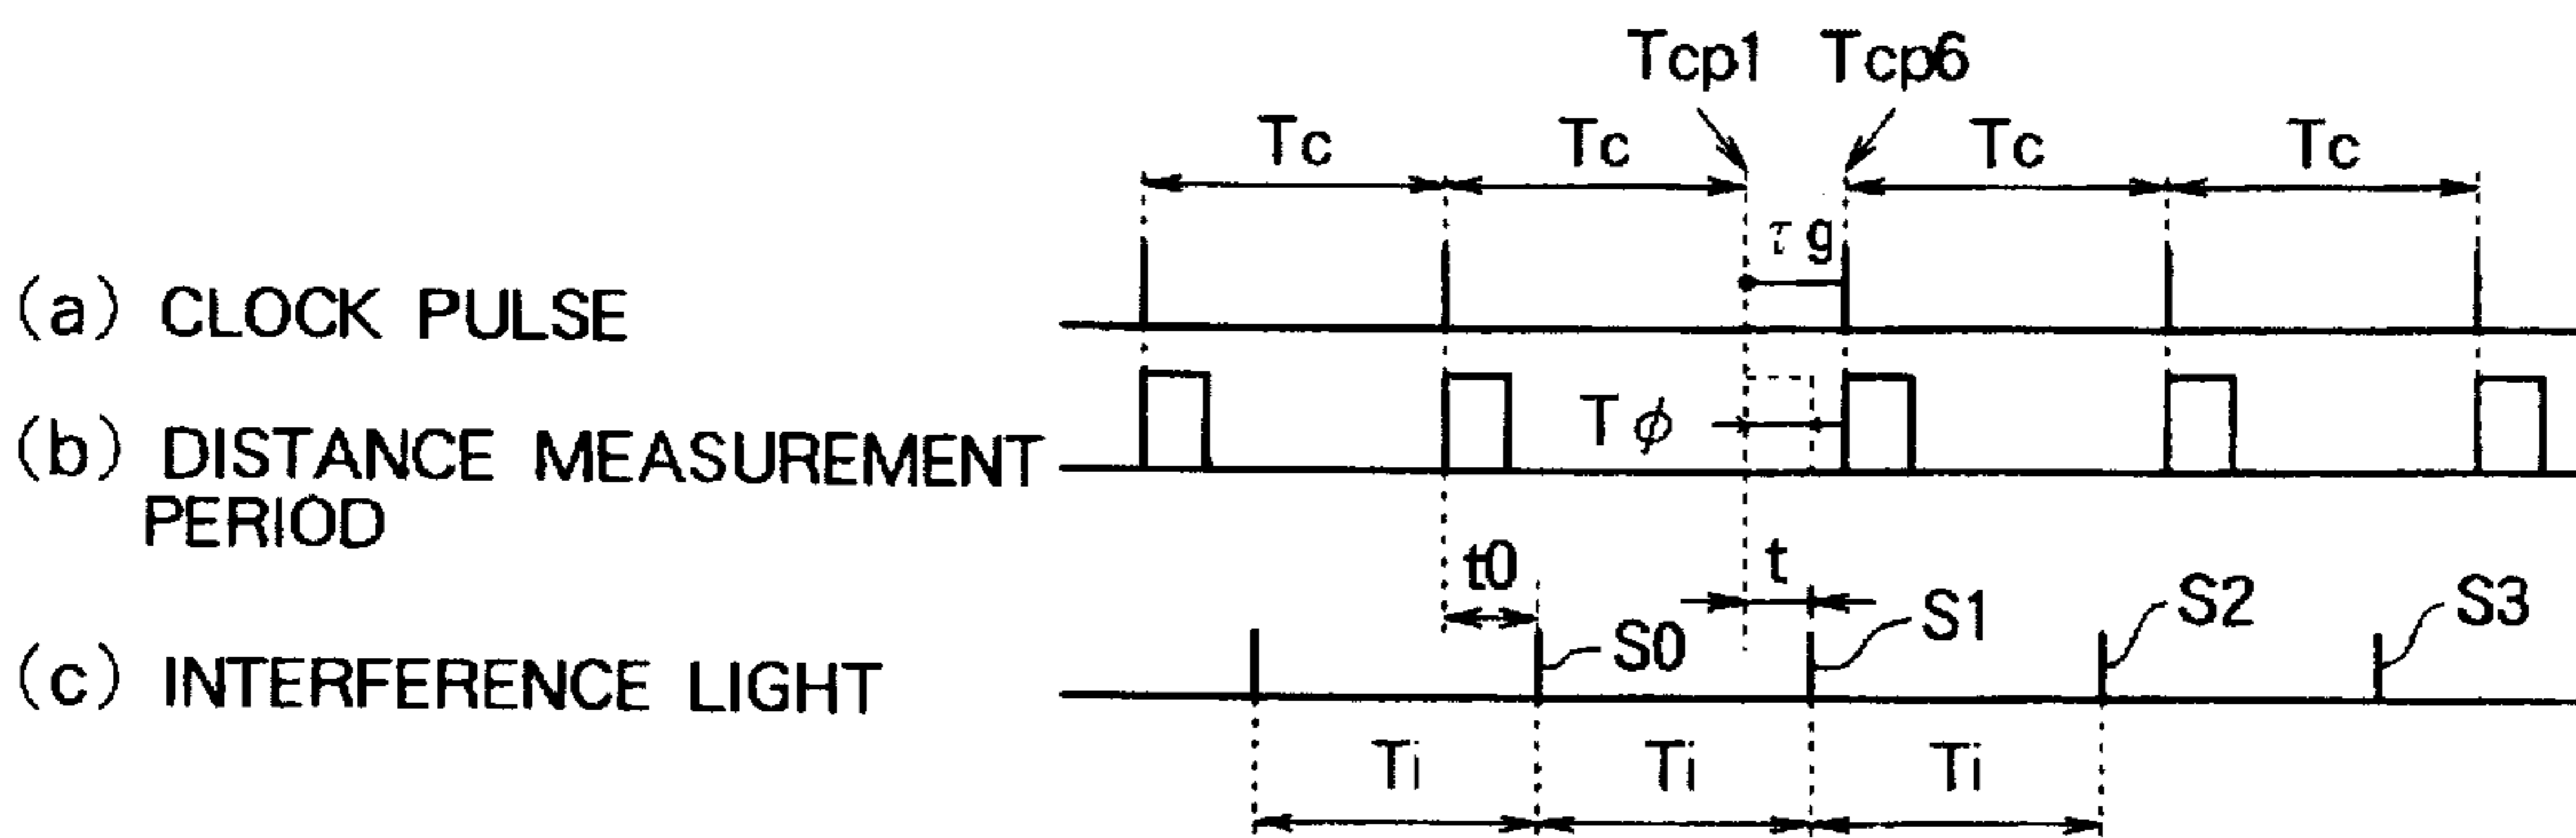 Tcp1 Tcp6
Tc Tc Tc Tc
τg
(a) CLOCK PULSE
Tϕ
(b) DISTANCE MEASUREMENT
PERIOD
t0 t
S0 S1 S2 S3
(c) INTERFERENCE LIGHT
Ti Ti Ti